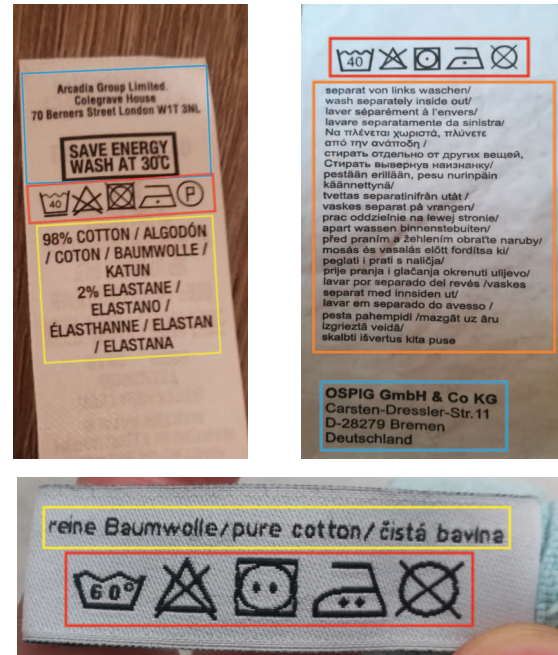 Arcadia Group Limited.
Colegrave House
70 Berners Street London W1T 3NL
SAVE ENERGY
WASH AT 30°C
40 P
98% COTTON / ALGODÓN
/ COTON / BAUMWOLLE /
KATUN
2% ELASTANE /
ELASTANO /
ÉLASTHANNE / ELASTAN
/ ELASTANA
40
separat von links waschen/
wash separately inside out/
laver séparément à l'envers/
lavare separatamente da sinistra/
Να πλένεται χωριστά, πλύνετε
από την ανάποδη /
стирать отдельно от других вещей,
Стирать вывернув наизнанку/
pestään erillään, pesu nurinpäin
käännettynä/
tvettas separatinifrån utåt /
vaskes separat på vrangen/
prac oddzielnie na lewej stronie/
apart wassen binnenstebuiten/
před praním a žehlením obraťte naruby/
mosás és vasalás előtt fordítsa ki/
peglati i prati s naličja/
prije pranja i glačanja okrenuti uljevo/
lavar por separado del revés /vaskes
separat med innsiden ut/
lavar em separado do avesso /
pesta pahempidi /mazgāt uz āru
izgrieztā veidā/
skalbti išvertus kita puse
OSPIG GmbH & Co KG
Carsten-Dressler-Str. 11
D-28279 Bremen
Deutschland
reine Baumwolle/pure cotton/čistá bavlna
60°